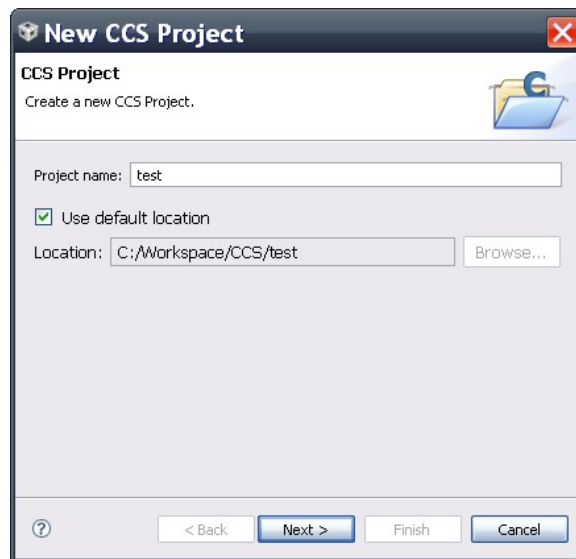 New CCS Project
CCS Project
Create a new CCS Project.
Project name: test
Use default location
Location: C:/Workspace/CCS/test Browse...
< Back Next > Finish Cancel